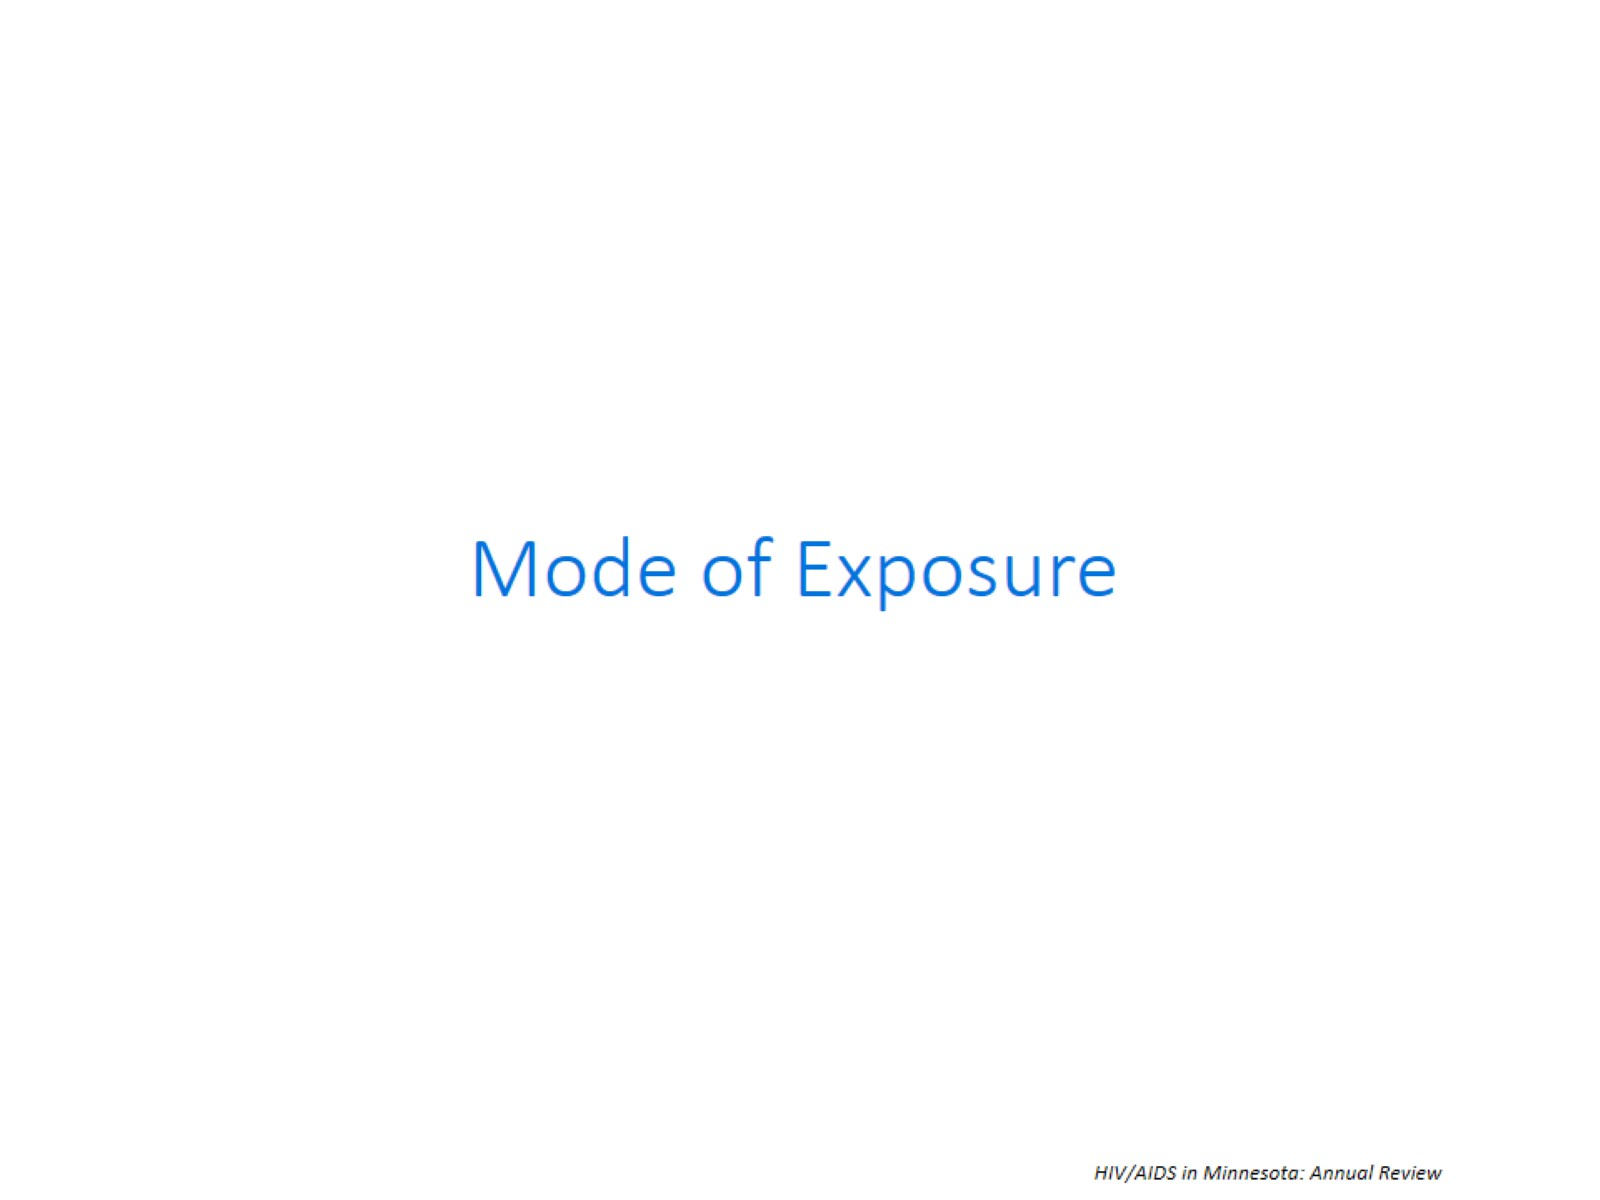 Mode of Exposure
HIV/AIDS in Minnesota: Annual Review